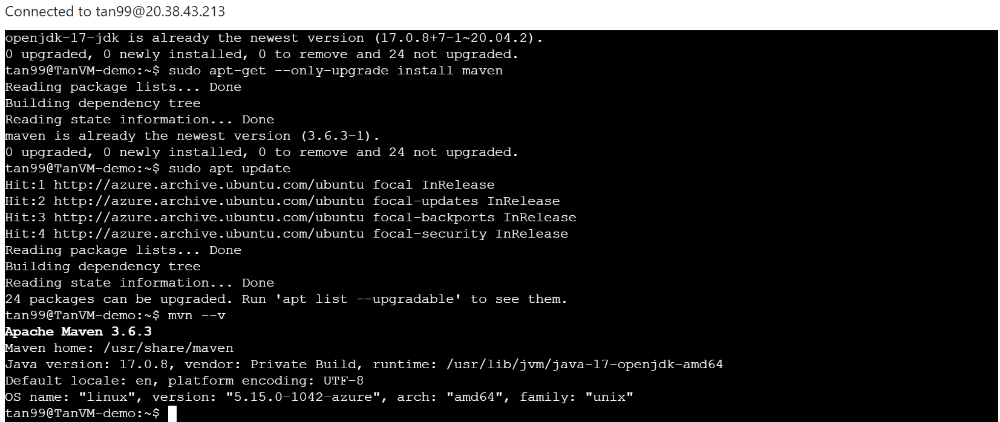 Connected to tan99@20.38.43.213
openjdk-17-jdk is already the newest version (17.0.8+7-1~20.04.2).
0 upgraded, 0 newly installed, 0 to remove and 24 not upgraded.
tan99@TanVM-demo:~$ sudo apt-get --only-upgrade install maven
Reading package lists... Done
Building dependency tree
Reading state information... Done
maven is already the newest version (3.6.3-1).
0 upgraded, 0 newly installed, 0 to remove and 24 not upgraded.
tan99@TanVM-demo:~$ sudo apt update
Hit:1 http://azure.archive.ubuntu.com/ubuntu focal InRelease
Hit:2 http://azure.archive.ubuntu.com/ubuntu focal-updates InRelease
Hit:3 http://azure.archive.ubuntu.com/ubuntu focal-backports InRelease
Hit:4 http://azure.archive.ubuntu.com/ubuntu focal-security InRelease
Reading package lists... Done
Building dependency tree
Reading state information... Done
24 packages can be upgraded. Run 'apt list --upgradable' to see them.
tan99@TanVM-demo:~$ mvn --v
Apache Maven 3.6.3
Maven home: /usr/share/maven
Java version: 17.0.8, vendor: Private Build, runtime: /usr/lib/jvm/java-17-openjdk-amd64
Default locale: en, platform encoding: UTF-8
OS name: "linux", version: "5.15.0-1042-azure", arch: "amd64", family: "unix"
tan99@TanVM-demo:~$